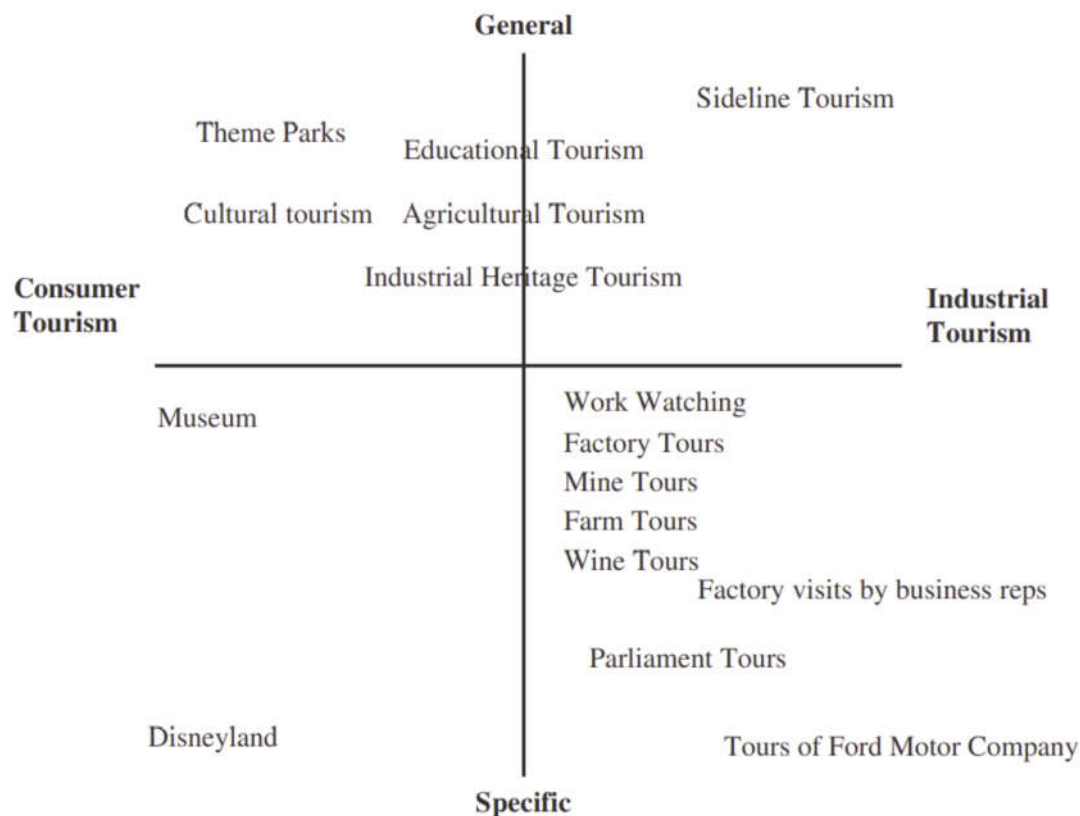 General
Sideline Tourism
Theme Parks
Educational Tourism
Cultural tourism
Agricultural Tourism
Industrial Heritage Tourism
Consumer
Tourism
Industrial
Tourism
Museum
Work Watching
Factory Tours
Mine Tours
Farm Tours
Wine Tours
Factory visits by business reps
Parliament Tours
Disneyland
Tours of Ford Motor Company
Specific